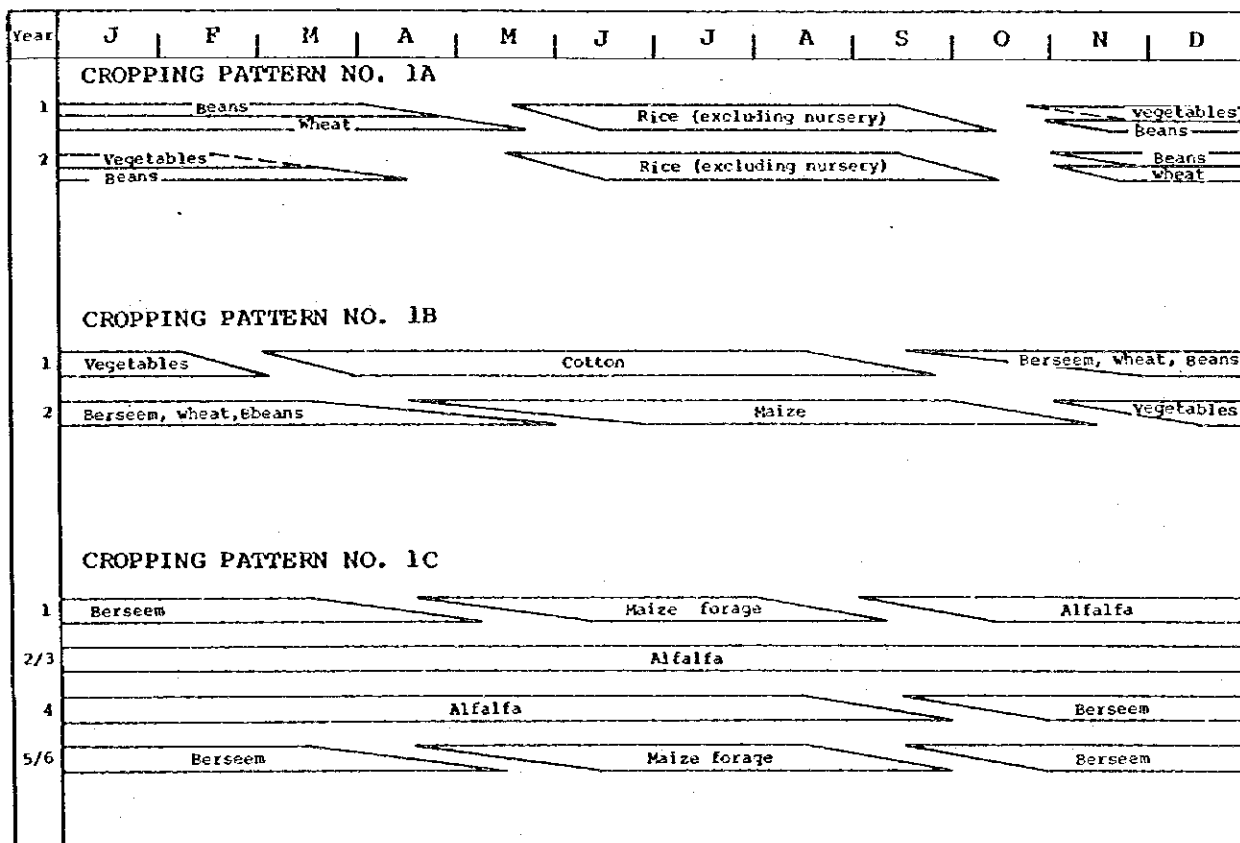 Year J F M A M J J A S O N D
CROPPING PATTERN NO. 1A
1 Beans Rice (excluding nursery) vegetables
Wheat Beans
2 Vegetables Rice (excluding nursery) Beans
Beans Wheat
CROPPING PATTERN NO. 1B
1 Vegetables Cotton Berseem, Wheat, Beans
2 Berseem, wheat,Bbeans Maize Vegetables
CROPPING PATTERN NO. 1C
1 Berseem Maize forage Alfalfa
2/3 Alfalfa
4 Alfalfa Berseem
5/6 Berseem Maize forage Berseem